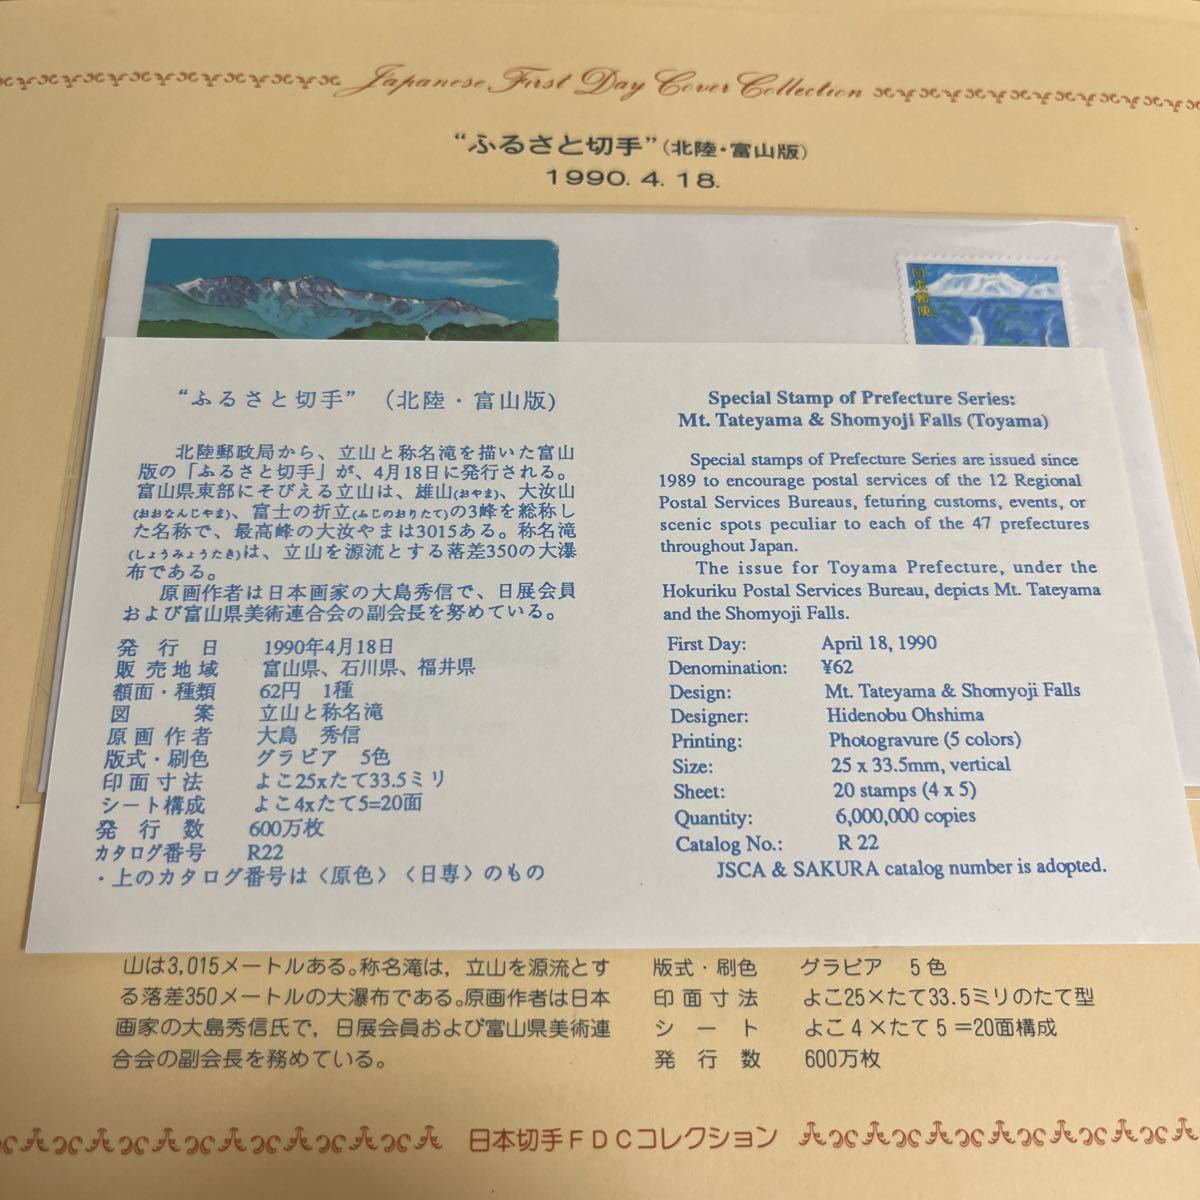 Japanese First Day Cover Collection
“ふるさと切手”(北陸・富山版)
1990. 4. 18.
日本郵便
“ふるさと切手” (北陸・富山版)
北陸郵政局から、立山と称名滝を描いた富山
版の「ふるさと切手」が、4月18日に発行される。
富山県東部にそびえる立山は、雄山(おやま)、大汝山
(おおなんじやま)、富士の折立(ふじのおりたて)の3峰を総称し
た名称で、最高峰の大汝やまは3015ある。称名滝
(しょうみょうたき)は、立山を源流とする落差350の大瀑
布である。
原画作者は日本画家の大島秀信で、日展会員
および富山県美術連合会の副会長を努めている。
発行日 1990年4月18日
販売地域 富山県、石川県、福井県
額面・種類 62円 1種
図案 立山と称名滝
原画作者 大島 秀信
版式・刷色 グラビア 5色
印面寸法 よこ25xたて33.5ミリ
シート構成 よこ4xたて5=20面
発行数 600万枚
カタログ番号 R22
・上のカタログ番号は〈原色〉〈日専〉のもの
Special Stamp of Prefecture Series:
Mt. Tateyama & Shomyoji Falls (Toyama)
Special stamps of Prefecture Series are issued since
1989 to encourage postal services of the 12 Regional
Postal Services Bureaus, feturing customs, events, or
scenic spots peculiar to each of the 47 prefectures
throughout Japan.
The issue for Toyama Prefecture, under the
Hokuriku Postal Services Bureau, depicts Mt. Tateyama
and the Shomyoji Falls.
First Day: April 18, 1990
Denomination: ¥62
Design: Mt. Tateyama & Shomyoji Falls
Designer: Hidenobu Ohshima
Printing: Photogravure (5 colors)
Size: 25 x 33.5mm, vertical
Sheet: 20 stamps (4 x 5)
Quantity: 6,000,000 copies
Catalog No.: R 22
JSCA & SAKURA catalog number is adopted.
山は3,015メートルある。称名滝は，立山を源流とす
る落差350メートルの大瀑布である。原画作者は日本
画家の大島秀信氏で，日展会員および富山県美術連
合会の副会長を務めている。
版式・刷色 グラビア 5色
印面寸法 よこ25×たて33.5ミリのたて型
シート よこ4×たて5=20面構成
発行数 600万枚
日本切手FDCコレクション